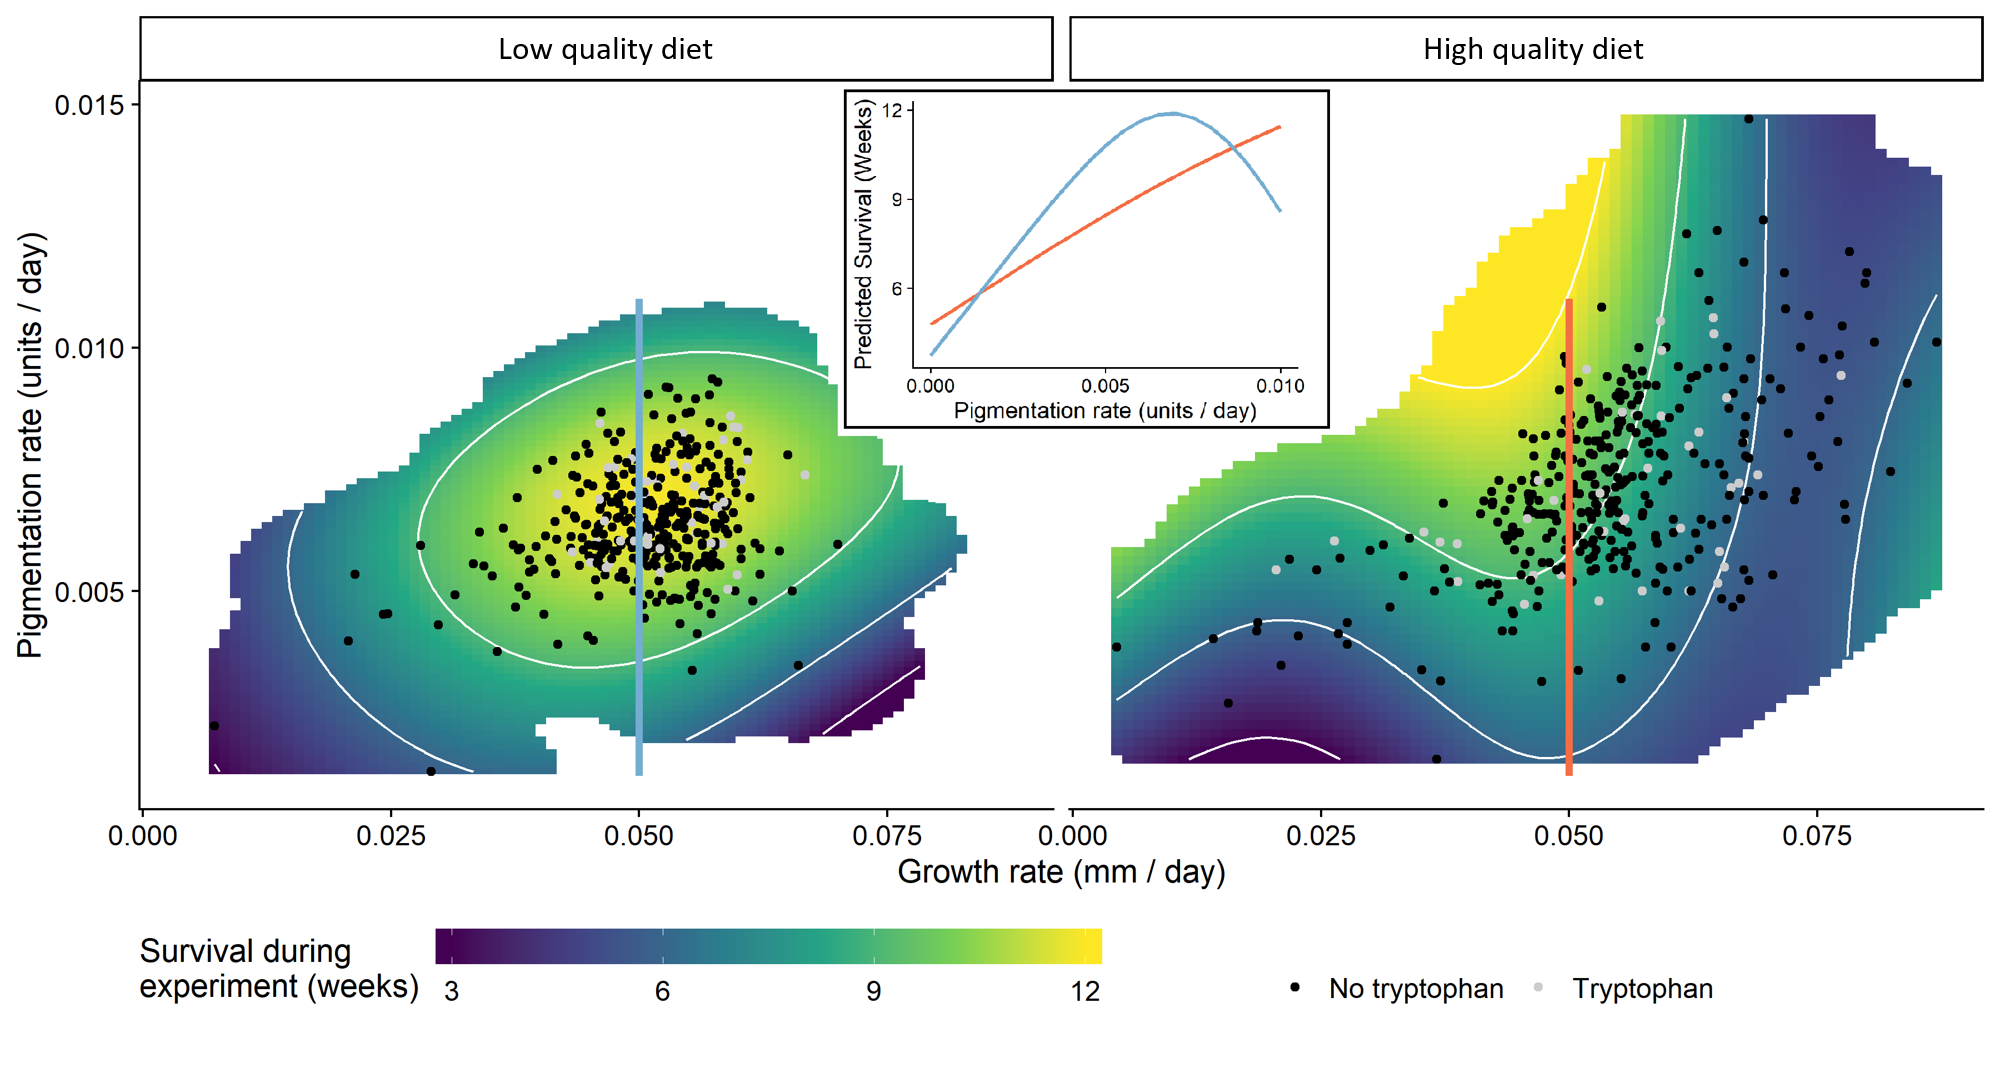 Low quality diet
High quality diet
0.015
0.010
0.005
Pigmentation rate (units / day)
12
9
6
Predicted Survival (Weeks)
0.000 0.005 0.010
Pigmentation rate (units / day)
0.000 0.025 0.050 0.075
0.000 0.025 0.050 0.075
Growth rate (mm / day)
Survival during
experiment (weeks)
3 6 9 12
No tryptophan
Tryptophan